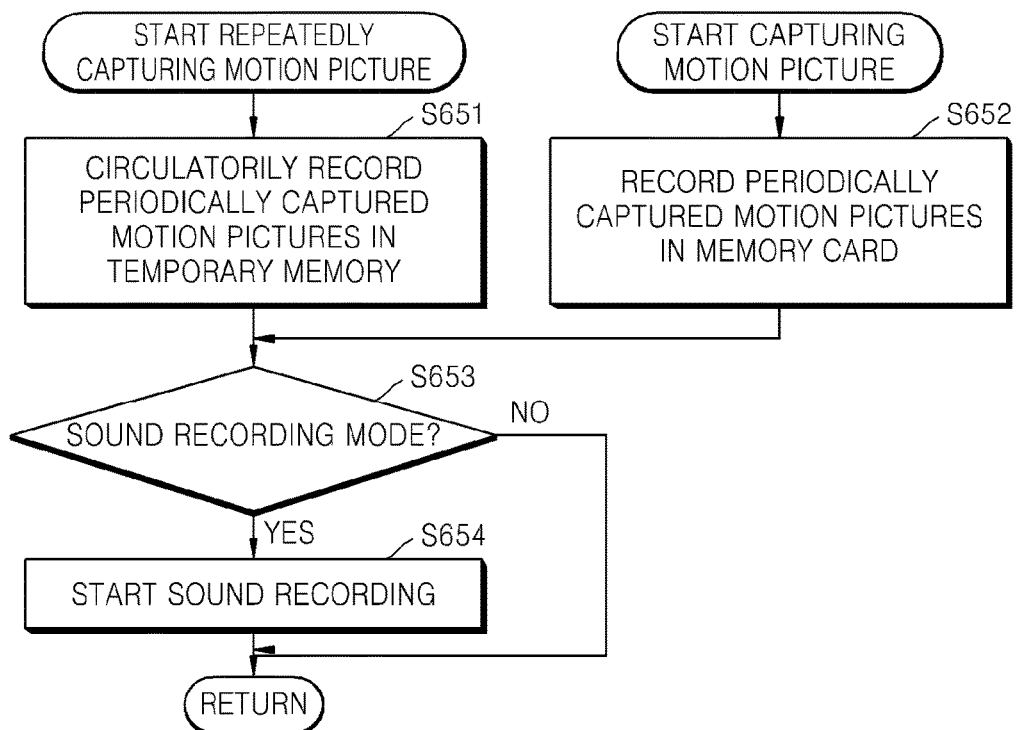 START REPEATEDLY
CAPTURING MOTION PICTURE
START CAPTURING
MOTION PICTURE
S651
CIRCULATORILY RECORD
PERIODICALLY CAPTURED
MOTION PICTURES IN
TEMPORARY MEMORY
S652
RECORD PERIODICALLY
CAPTURED MOTION PICTURES
IN MEMORY CARD
S653
SOUND RECORDING MODE?
NO
YES
S654
START SOUND RECORDING
RETURN